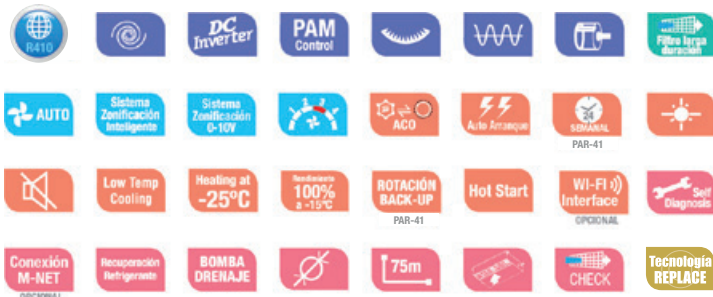 R410
DC
Inverter
PAM
Control
Filtro larga
duración
AUTO
Sistema
Zonificación
Inteligente
Sistema
Zonificación
0-10V
ACO
Auto Arranque
24
SEMANAL
PAR-41
Low Temp
Cooling
Heating at
-25ºC
Rendimiento
100%
a -15ºC
ROTACIÓN
BACK-UP
PAR-41
Hot Start
WI-FI
Interface
OPCIONAL
Self
Diagnosis
Conexión
M-NET
OPCIONAL
Recuperación
Refrigerante
BOMBA
DRENAJE
75m
CHECK
Tecnología
REPLACE